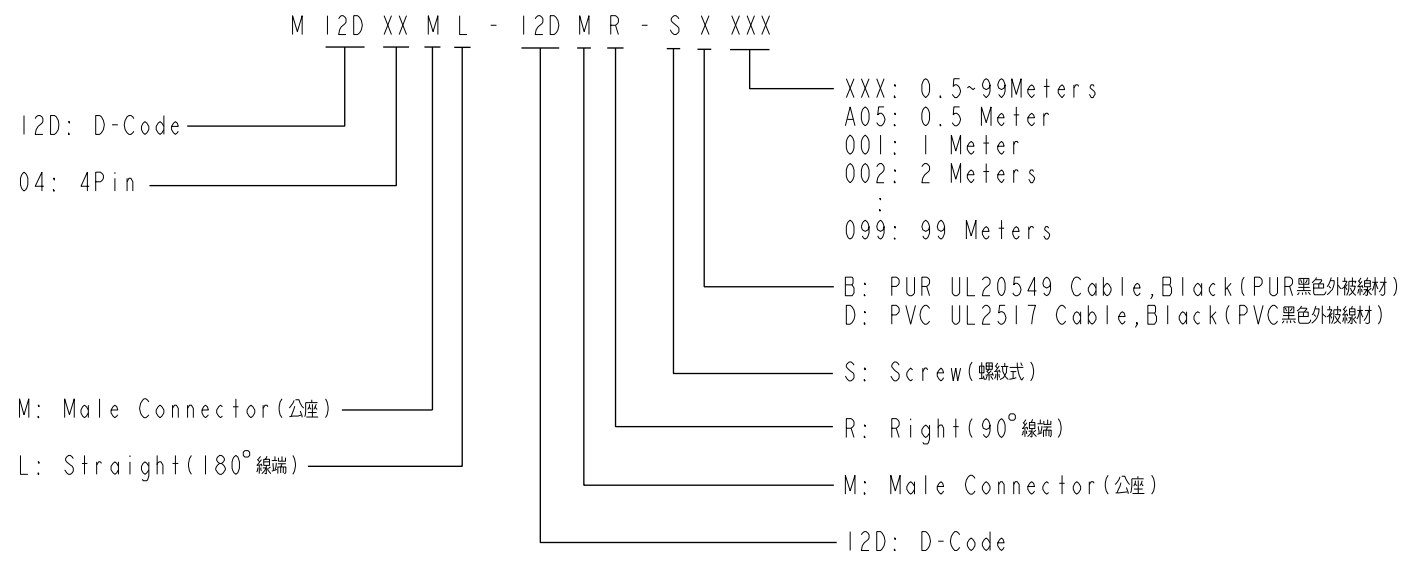 M 12D XX M L - 12D M R - S X XXX
XXX: 0.5~99Meters
A05: 0.5 Meter
001: 1 Meter
002: 2 Meters
:
099: 99 Meters
12D: D-Code
04: 4Pin
B: PUR UL20549 Cable,Black(PUR黑色外被線材)
D: PVC UL2517 Cable,Black(PVC黑色外被線材)
S: Screw(螺紋式)
M: Male Connector(公座)
R: Right(90°線端)
L: Straight(180°線端)
M: Male Connector(公座)
12D: D-Code